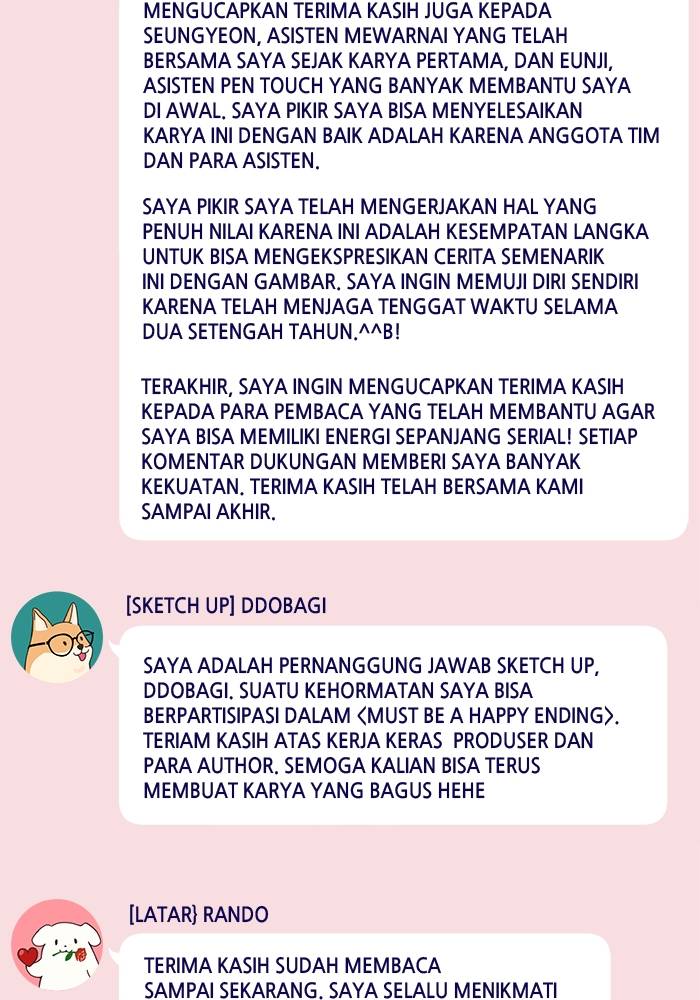 MENGUCAPKAN TERIMA KASIH JUGA KEPADA
SEUNGYEON, ASISTEN MEWARNAI YANG TELAH
BERSAMA SAYA SEJAK KARYA PERTAMA, DAN EUNJI,
ASISTEN PEN TOUCH YANG BANYAK MEMBANTU SAYA
DI AWAL. SAYA PIKIR SAYA BISA MENYELESAIKAN
KARYA INI DENGAN BAIK ADALAH KARENA ANGGOTA TIM
DAN PARA ASISTEN.
SAYA PIKIR SAYA TELAH MENGERJAKAN HAL YANG
PENUH NILAI KARENA INI ADALAH KESEMPATAN LANGKA
UNTUK BISA MENGEKSPRESIKAN CERITA SEMENARIK
INI DENGAN GAMBAR. SAYA INGIN MEMUJI DIRI SENDIRI
KARENA TELAH MENJAGA TENGGAT WAKTU SELAMA
DUA SETENGAH TAHUN.^^B!
TERAKHIR, SAYA INGIN MENGUCAPKAN TERIMA KASIH
KEPADA PARA PEMBACA YANG TELAH MEMBANTU AGAR
SAYA BISA MEMILIKI ENERGI SEPANJANG SERIAL! SETIAP
KOMENTAR DUKUNGAN MEMBERI SAYA BANYAK
KEKUATAN. TERIMA KASIH TELAH BERSAMA KAMI
SAMPAI AKHIR.
[SKETCH UP] DDOBAGI
SAYA ADALAH PERNANGGUNG JAWAB SKETCH UP,
DDOBAGI. SUATU KEHORMATAN SAYA BISA
BERPARTISIPASI DALAM <MUST BE A HAPPY ENDING>.
TERIAM KASIH ATAS KERJA KERAS  PRODUSER DAN
PARA AUTHOR. SEMOGA KALIAN BISA TERUS
MEMBUAT KARYA YANG BAGUS HEHE
[LATAR} RANDO
TERIMA KASIH SUDAH MEMBACA
SAMPAI SEKARANG. SAYA SELALU MENIKMATI